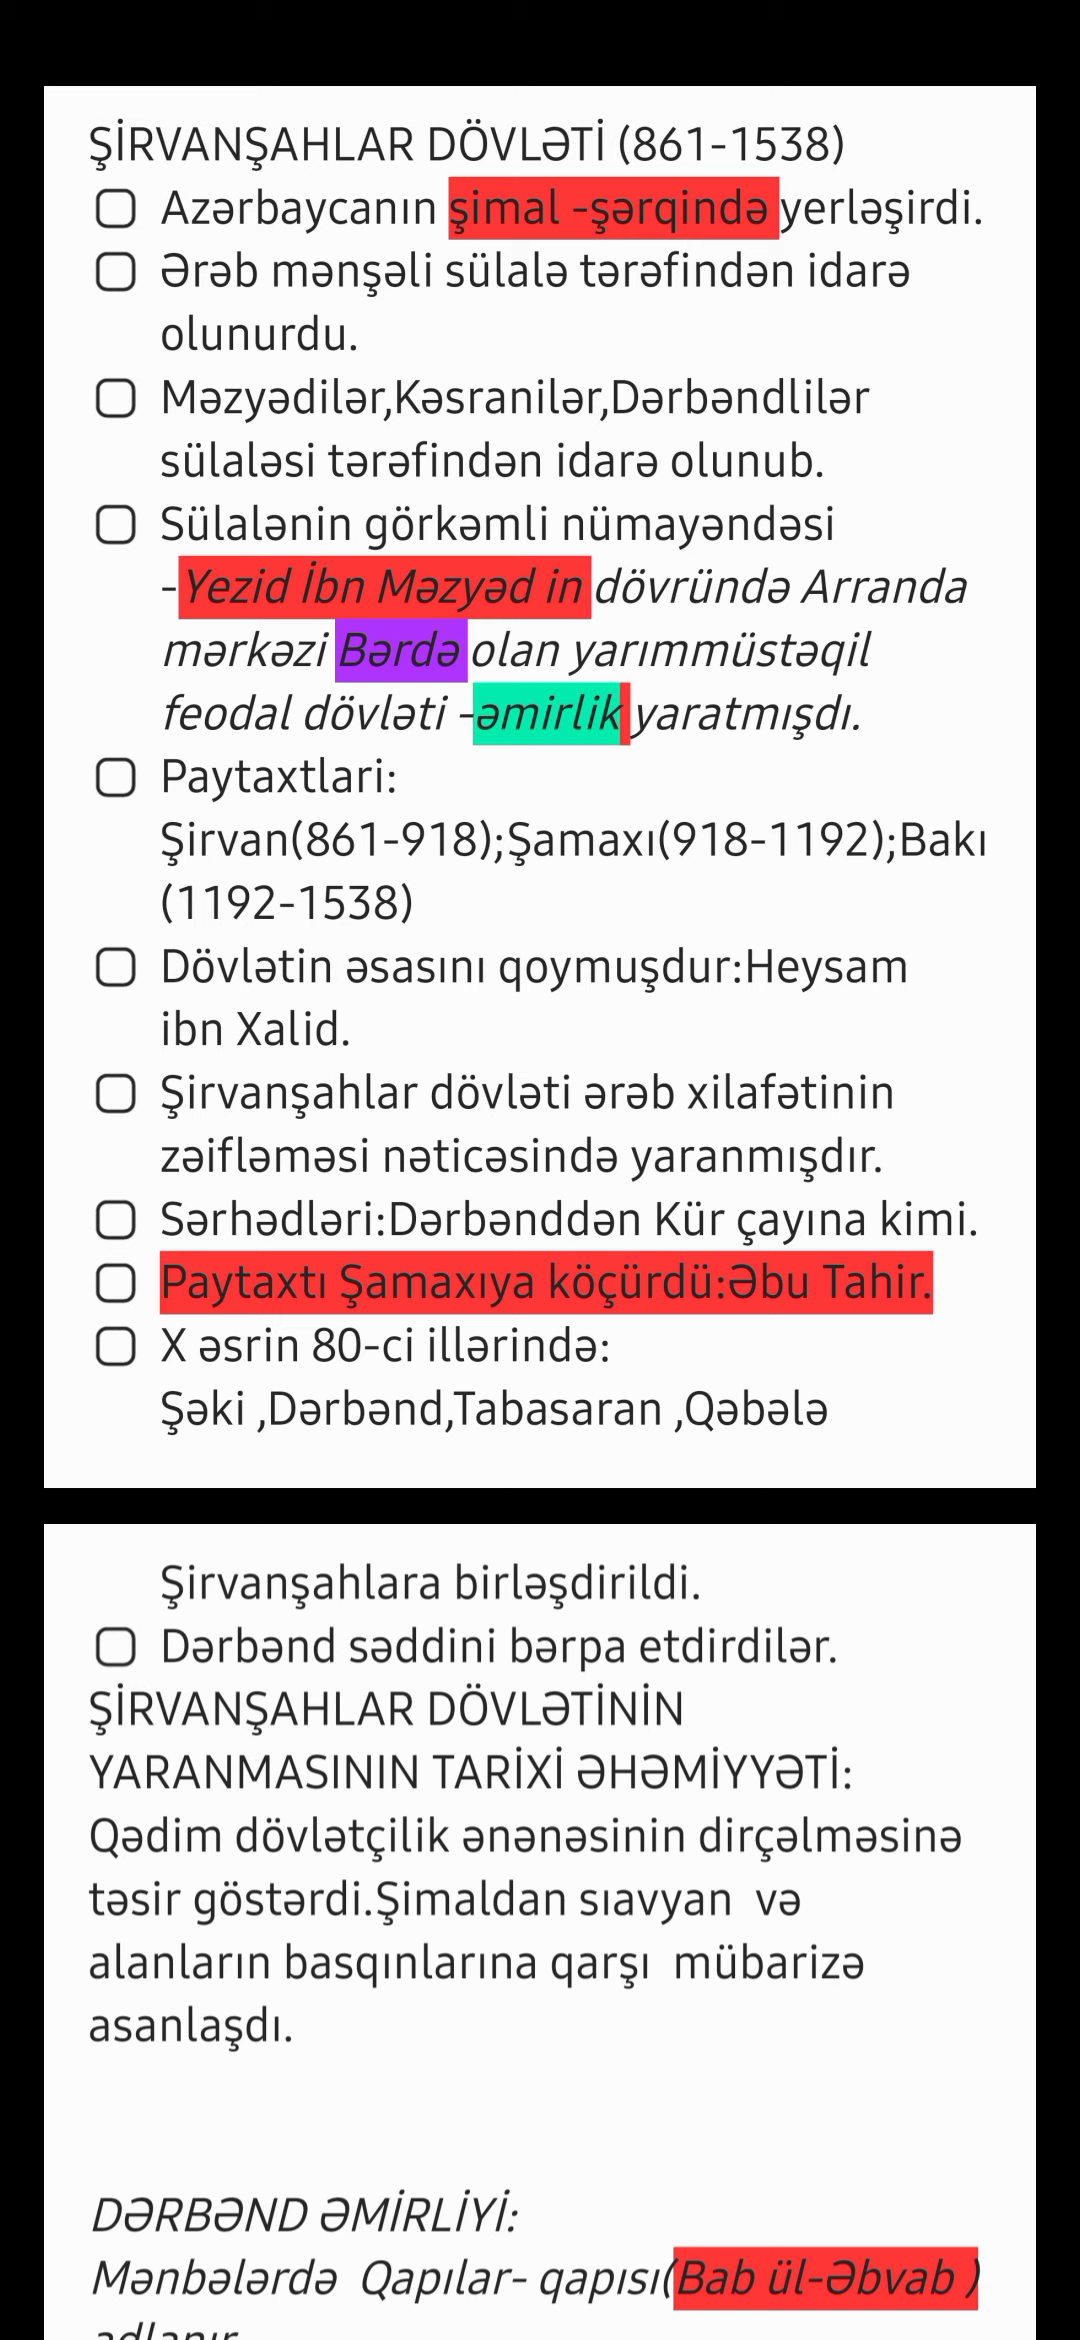 ŞİRVANŞAHLAR DÖVLƏTİ (861-1538)
Azərbaycanın şimal -şərqində yerləşirdi.
Ərəb mənşəli sülalə tərəfindən idarə
olunurdu.
Məzyədilər,Kəsranilər,Dərbəndlilər
sülaləsi tərəfindən idarə olunub.
Sülalənin görkəmli nümayəndəsi
-Yezid İbn Məzyəd in dövründə Arranda
mərkəzi Bərdə olan yarımmüstəqil
feodal dövləti -əmirlik yaratmışdı.
Paytaxtlari:
Şirvan(861-918);Şamaxı(918-1192);Bakı
(1192-1538)
Dövlətin əsasını qoymuşdur:Heysam
ibn Xalid.
Şirvanşahlar dövləti ərəb xilafətinin
zəifləməsi nəticəsində yaranmışdır.
Sərhədləri:Dərbənddən Kür çayına kimi.
Paytaxtı Şamaxıya köçürdü:Əbu Tahir.
X əsrin 80-ci illərində:
Şəki ,Dərbənd,Tabasaran ,Qəbələ
Şirvanşahlara birləşdirildi.
Dərbənd səddini bərpa etdirdilər.
ŞİRVANŞAHLAR DÖVLƏTİNİN
YARANMASININ TARİXİ ƏHƏMİYYƏTİ:
Qədim dövlətçilik ənənəsinin dirçəlməsinə
təsir göstərdi.Şimaldan sıavyan  və
alanların basqınlarına qarşı  mübarizə
asanlaşdı.
DƏRBƏND ƏMİRLİYİ:
Mənbələrdə  Qapılar- qapısı(Bab ül-Əbvab )
adlanır